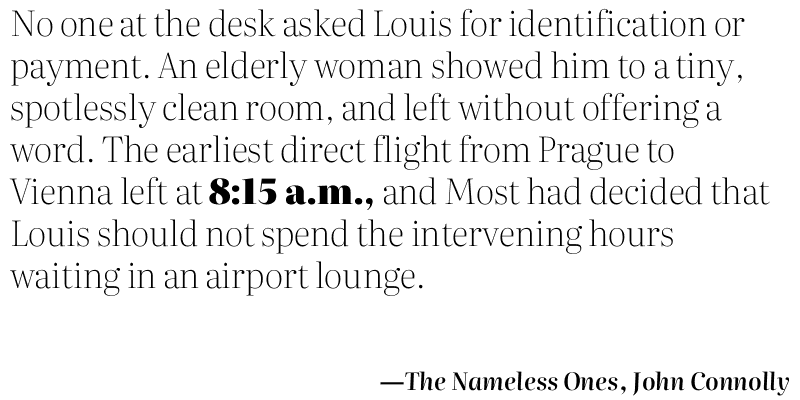 No one at the desk asked Louis for identification or
payment. An elderly woman showed him to a tiny,
spotlessly clean room, and left without offering a
word. The earliest direct flight from Prague to
Vienna left at 8:15 a.m., and Most had decided that
Louis should not spend the intervening hours
waiting in an airport lounge.
—The Nameless Ones, John Connolly